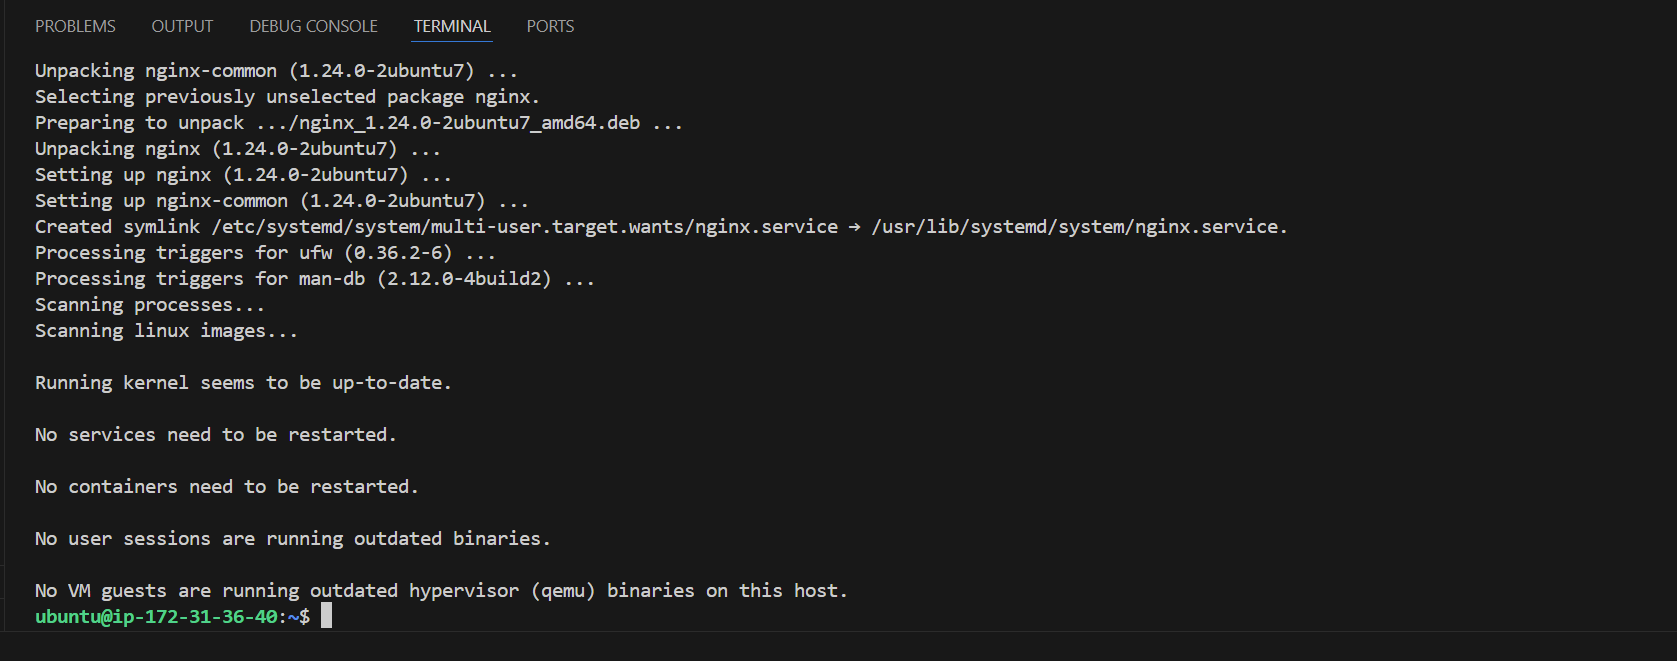 PROBLEMS OUTPUT DEBUG CONSOLE TERMINAL PORTS
Unpacking nginx-common (1.24.0-2ubuntu7) ...
Selecting previously unselected package nginx.
Preparing to unpack .../nginx_1.24.0-2ubuntu7_amd64.deb ...
Unpacking nginx (1.24.0-2ubuntu7) ...
Setting up nginx (1.24.0-2ubuntu7) ...
Setting up nginx-common (1.24.0-2ubuntu7) ...
Created symlink /etc/systemd/system/multi-user.target.wants/nginx.service → /usr/lib/systemd/system/nginx.service.
Processing triggers for ufw (0.36.2-6) ...
Processing triggers for man-db (2.12.0-4build2) ...
Scanning processes...
Scanning linux images...
Running kernel seems to be up-to-date.
No services need to be restarted.
No containers need to be restarted.
No user sessions are running outdated binaries.
No VM guests are running outdated hypervisor (qemu) binaries on this host.
ubuntu@ip-172-31-36-40:~$